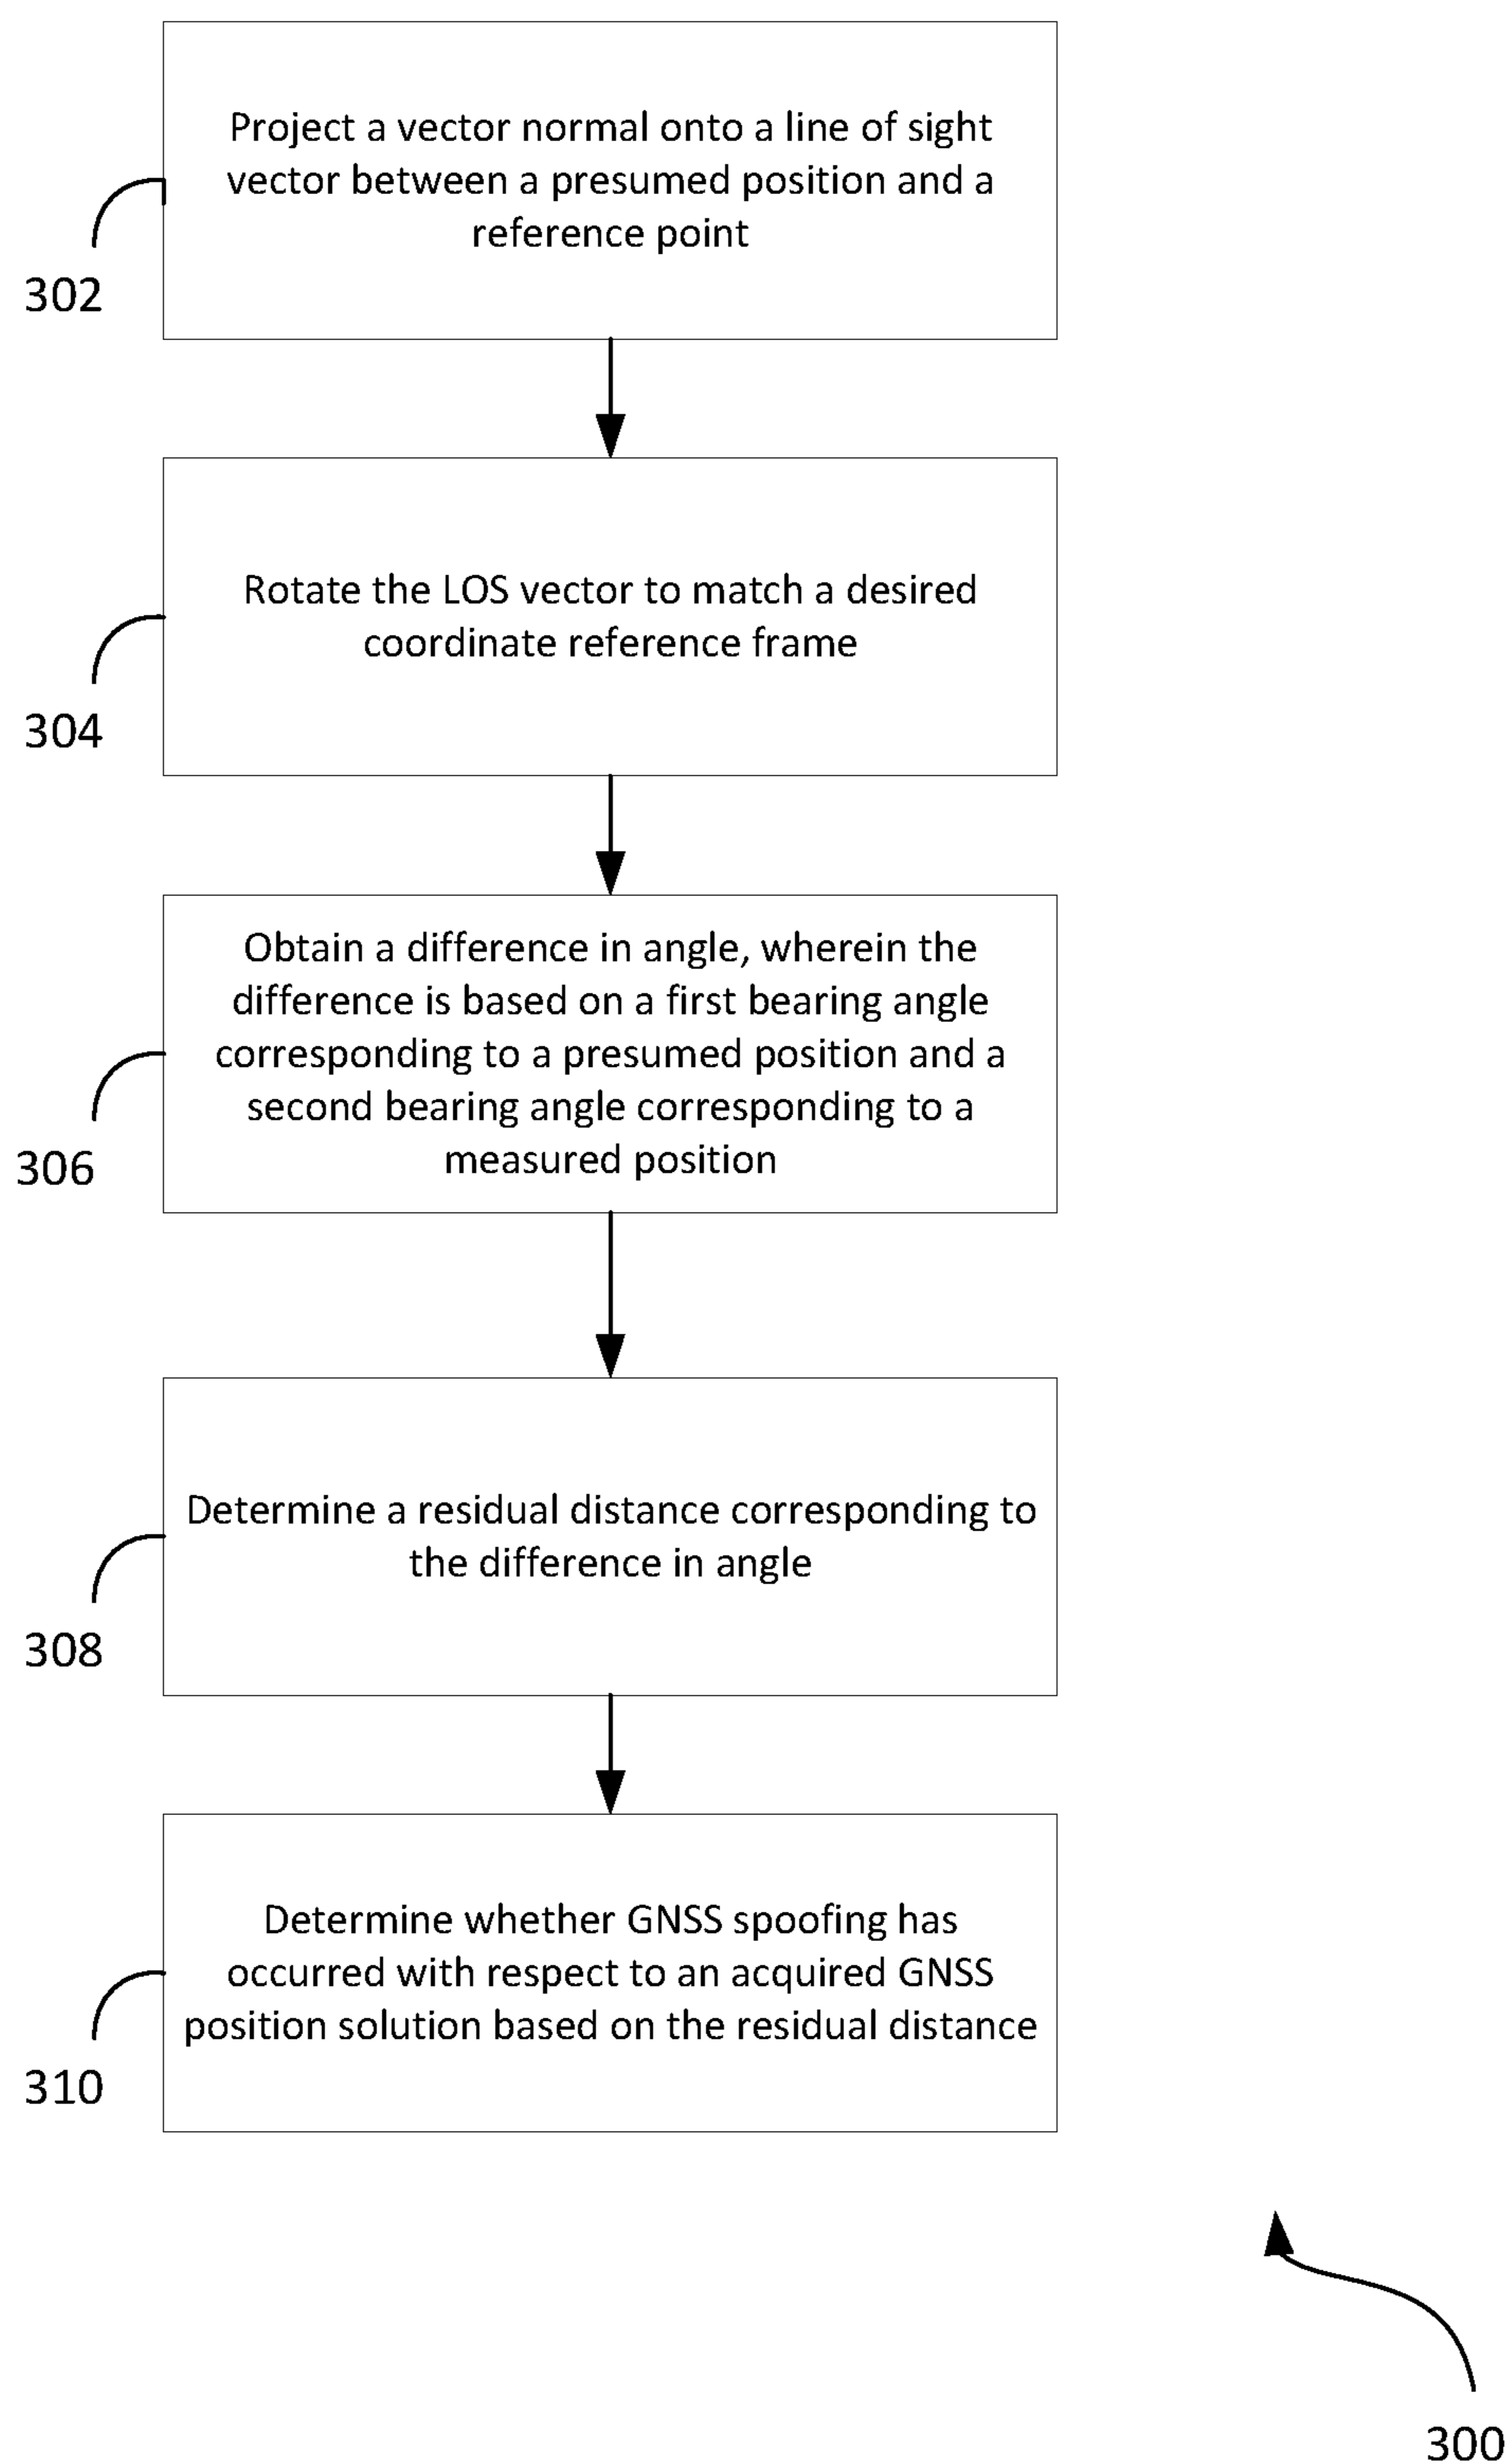 Project a vector normal onto a line of sight
vector between a presumed position and a
reference point
302
Rotate the LOS vector to match a desired
coordinate reference frame
304
Obtain a difference in angle, wherein the
difference is based on a first bearing angle
corresponding to a presumed position and a
second bearing angle corresponding to a
measured position
306
Determine a residual distance corresponding to
the difference in angle
308
Determine whether GNSS spoofing has
occurred with respect to an acquired GNSS
position solution based on the residual distance
310
300